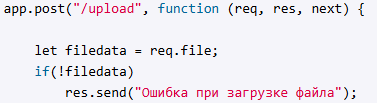 app.post("/upload", function (req, res, next) {
let filedata = req.file;
if(!filedata)
res.send("Ошибка при загрузке файла");